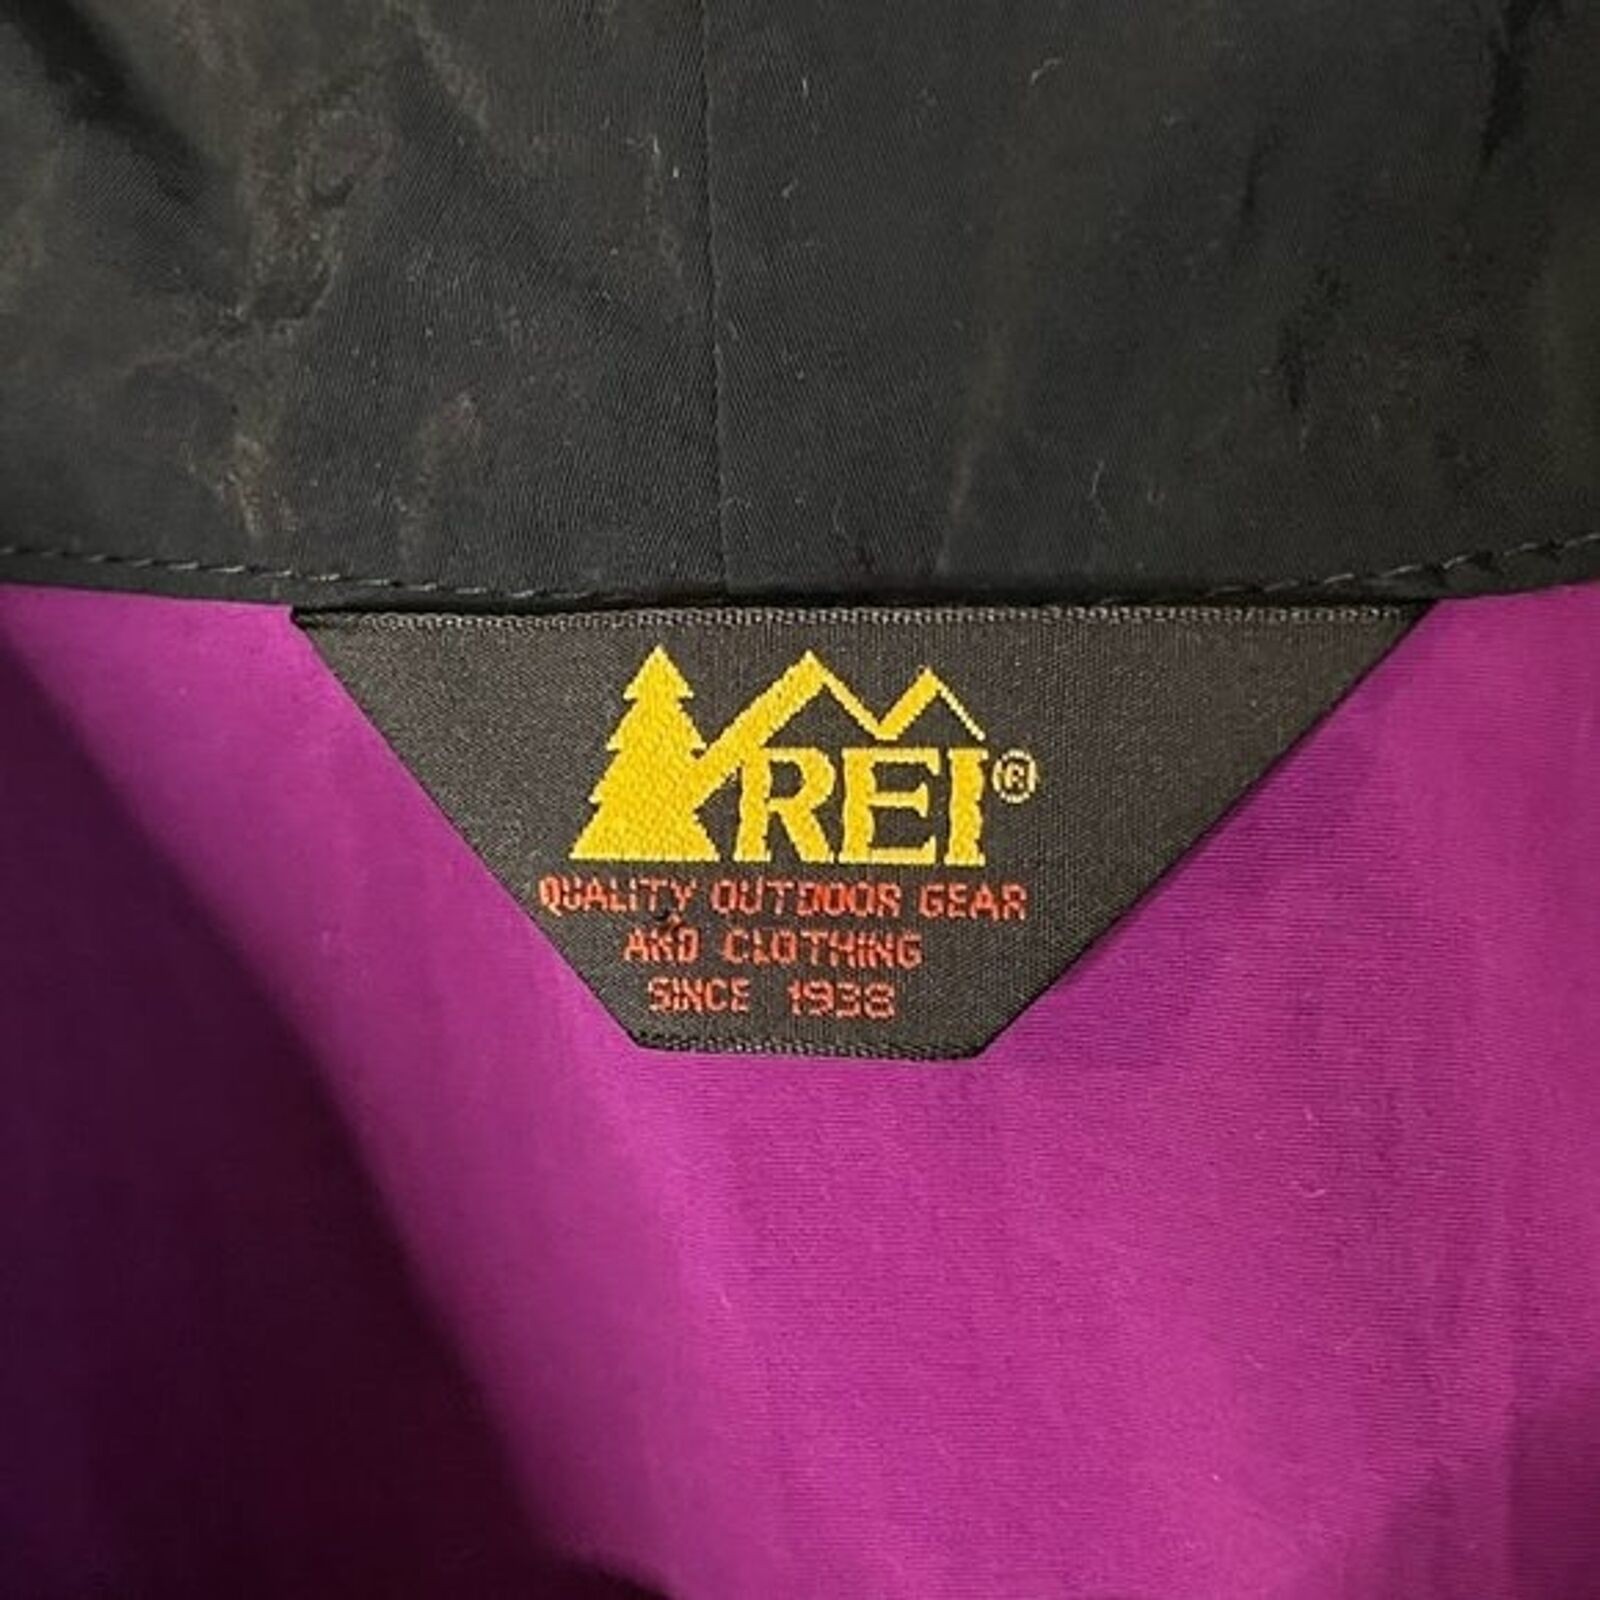 REI®
QUALITY OUTDOOR GEAR
AND CLOTHING
SINCE 1938